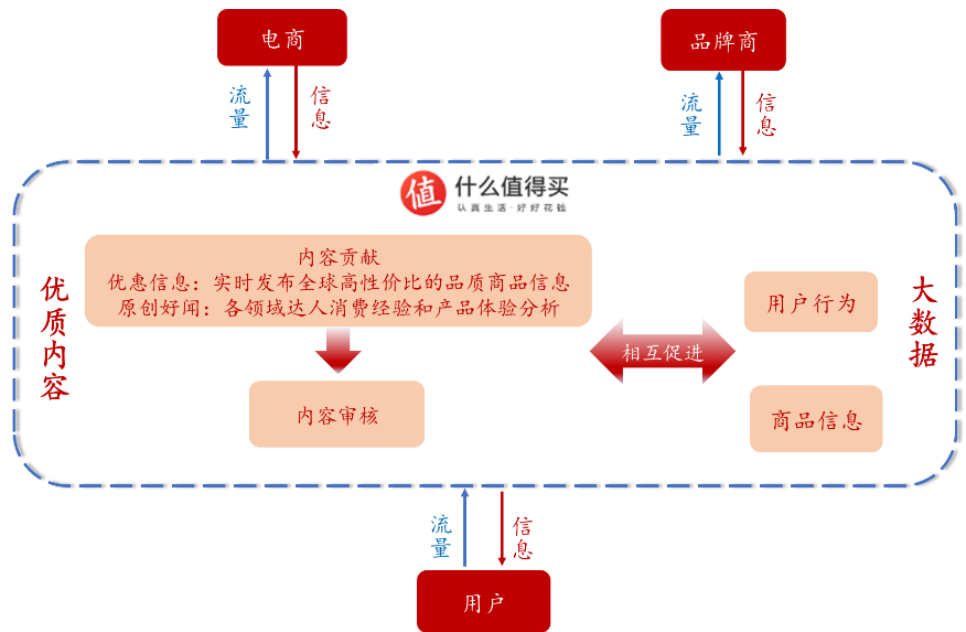 电商
品牌商
流量
信息
流量
信息
值
什么值得买
认真生活·好好花钱
优质内容
内容贡献
优惠信息：实时发布全球高性价比的品质商品信息
原创好闻：各领域达人消费经验和产品体验分析
内容审核
相互促进
用户行为
商品信息
大数据
流量
信息
用户